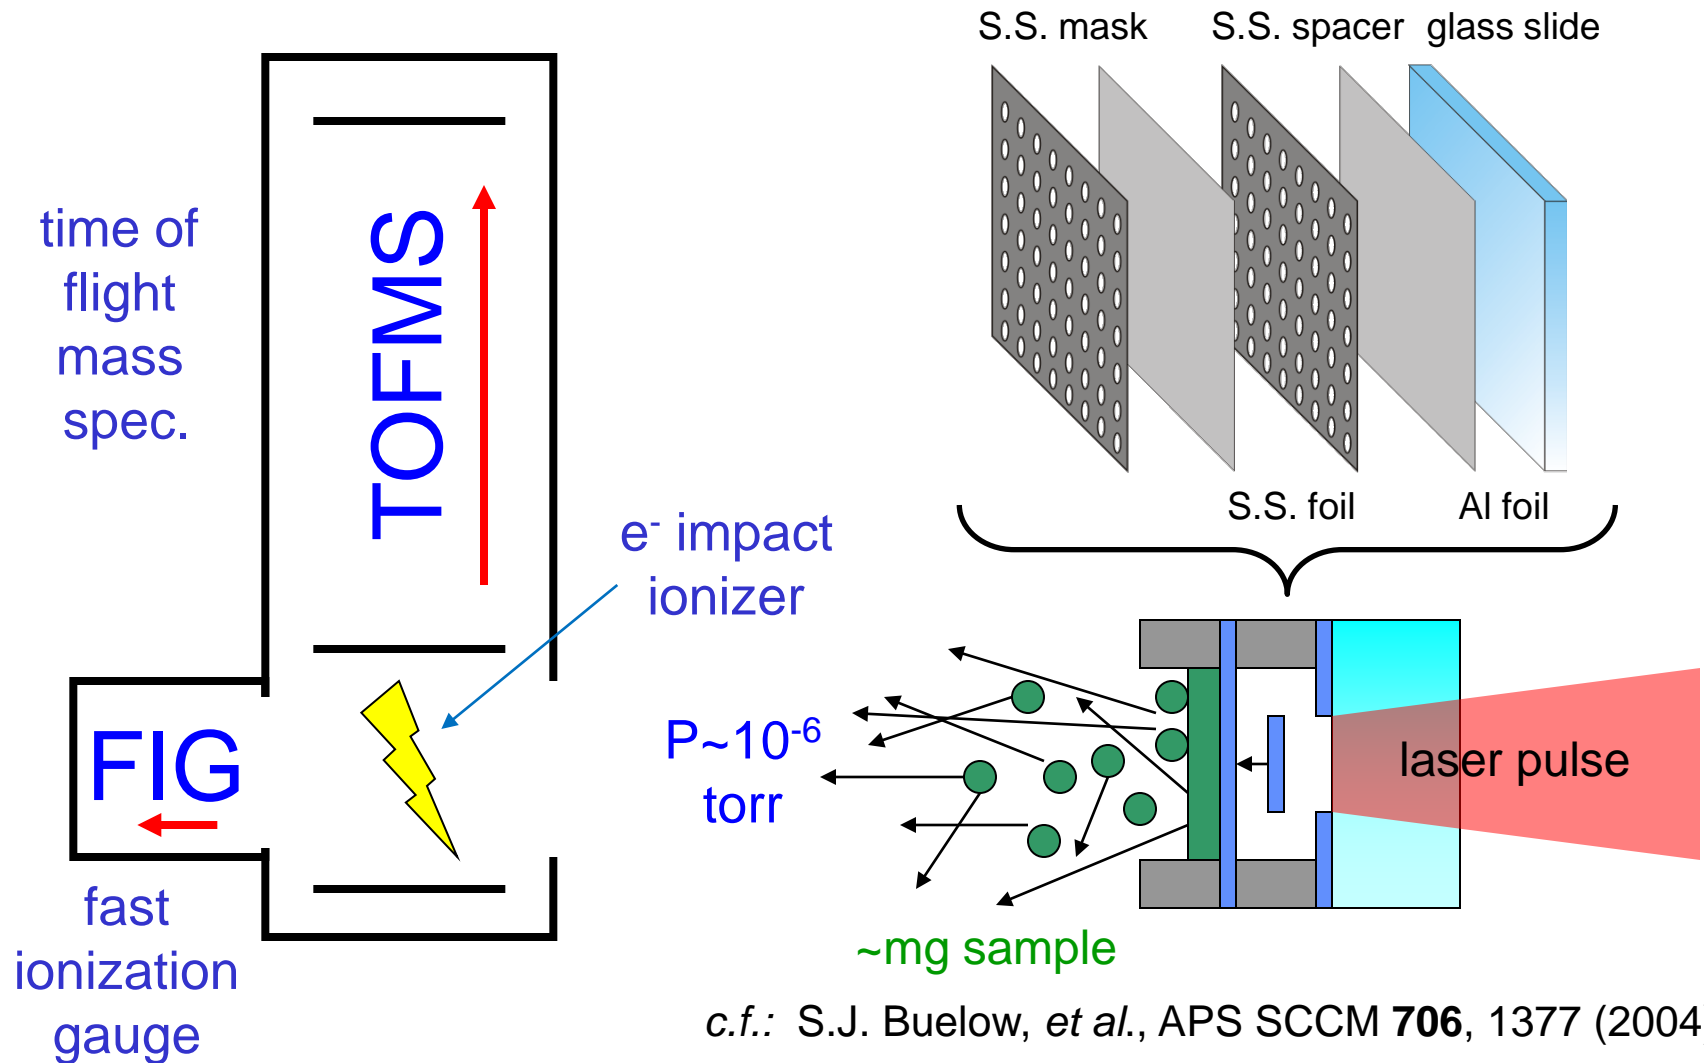 S.S. mask
S.S. spacer
glass slide
S.S. foil
Al foil
time of
flight
mass
spec.
TOFMS
e⁻ impact
ionizer
FIG
fast
ionization
gauge
P~10⁻⁶
torr
laser pulse
~mg sample
c.f.: S.J. Buelow, et al., APS SCCM 706, 1377 (2004